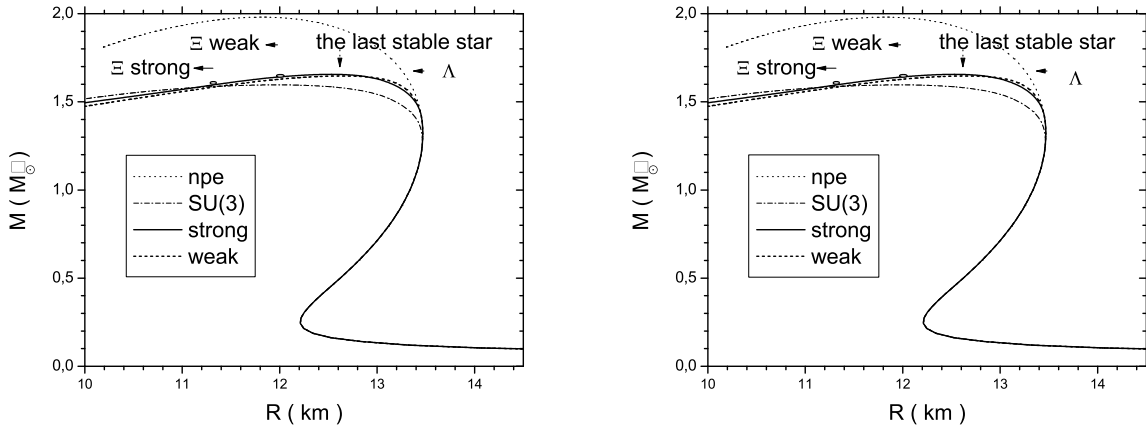 2,0
1,5
1,0
0,5
0,0
M ( M□⊙ )
Ξ weak
the last stable star
Ξ strong
Λ
npe
SU(3)
strong
weak
10 11 12 13 14
R ( km )
2,0
1,5
1,0
0,5
0,0
M ( M□⊙ )
Ξ weak
the last stable star
Ξ strong
Λ
npe
SU(3)
strong
weak
10 11 12 13 14
R ( km )